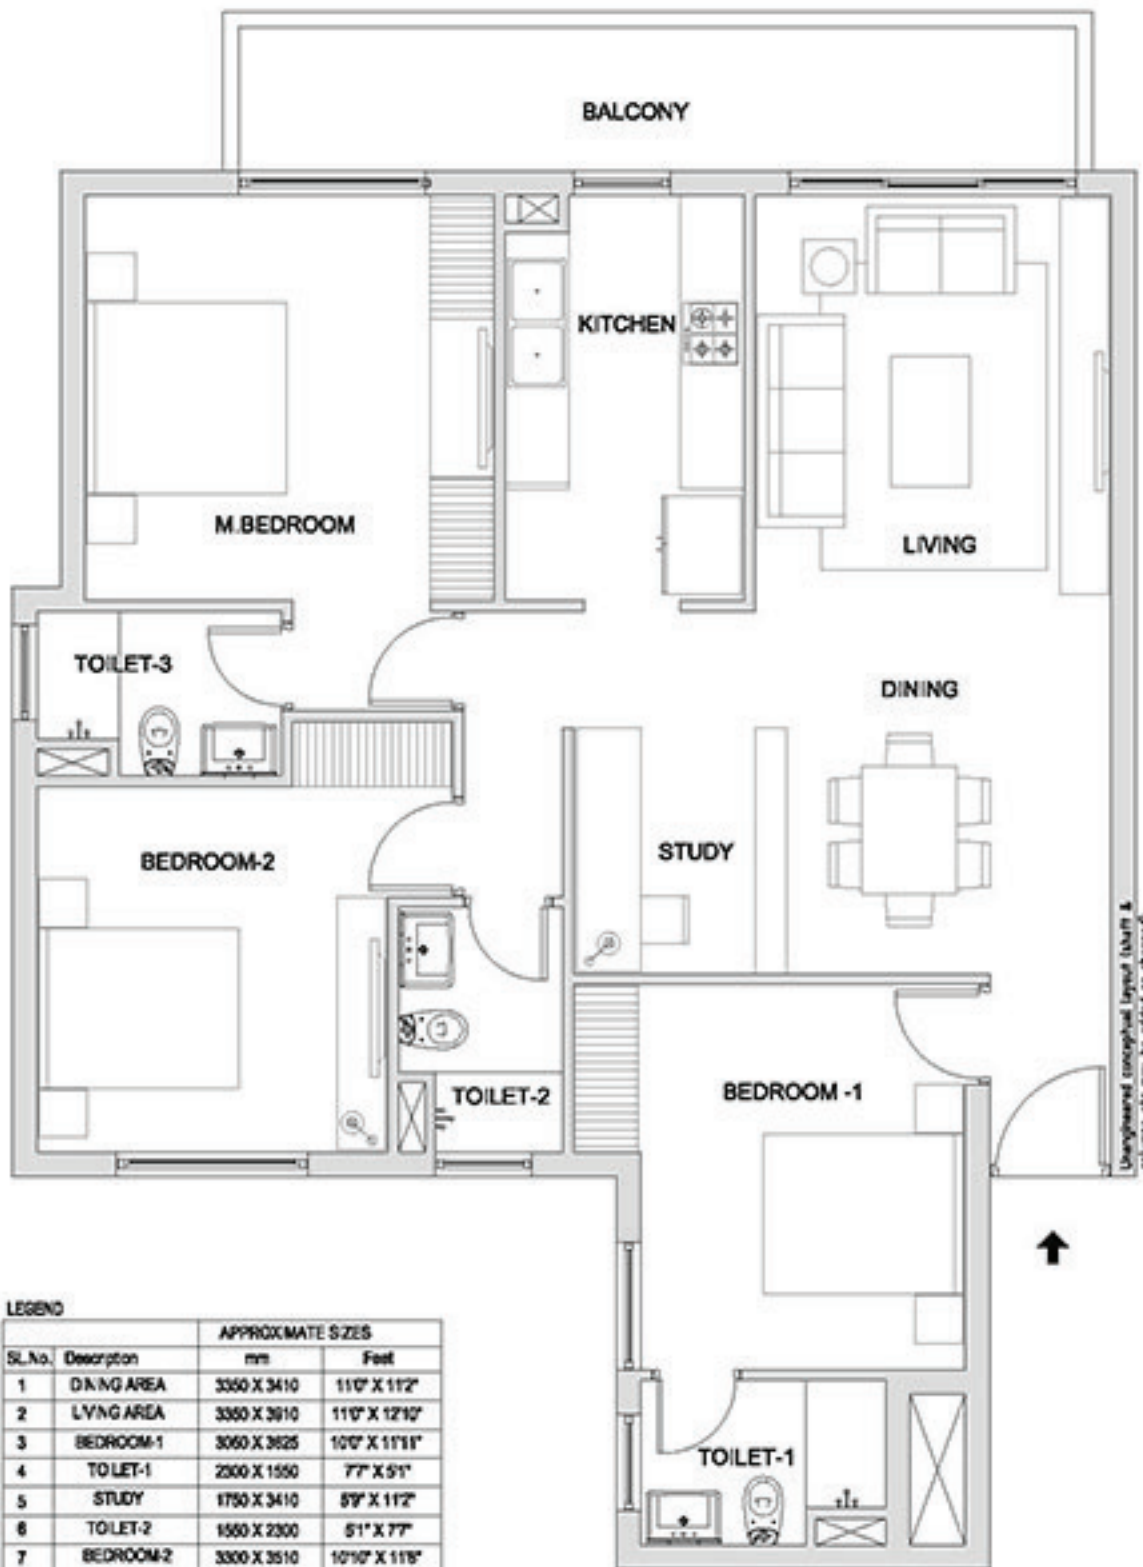 BALCONY
KITCHEN
M.BEDROOM
LIVING
TOILET-3
DINING
BEDROOM-2
STUDY
TOILET-2
BEDROOM -1
TOILET-1
Unengineered conceptual layout (shaft &
LEGEND
APPROXIMATE SIZES
SL.No. Description mm Feet
1 DINING AREA 3350 X 3410 11'0" X 11'2"
2 LIVING AREA 3350 X 3910 11'0" X 12'10"
3 BEDROOM-1 3060 X 3625 10'0" X 11'11"
4 TOILET-1 2300 X 1550 7'7" X 5'1"
5 STUDY 1750 X 3410 5'9" X 11'2"
6 TOILET-2 1550 X 2300 5'1" X 7'7"
7 BEDROOM-2 3300 X 3510 10'10" X 11'6"